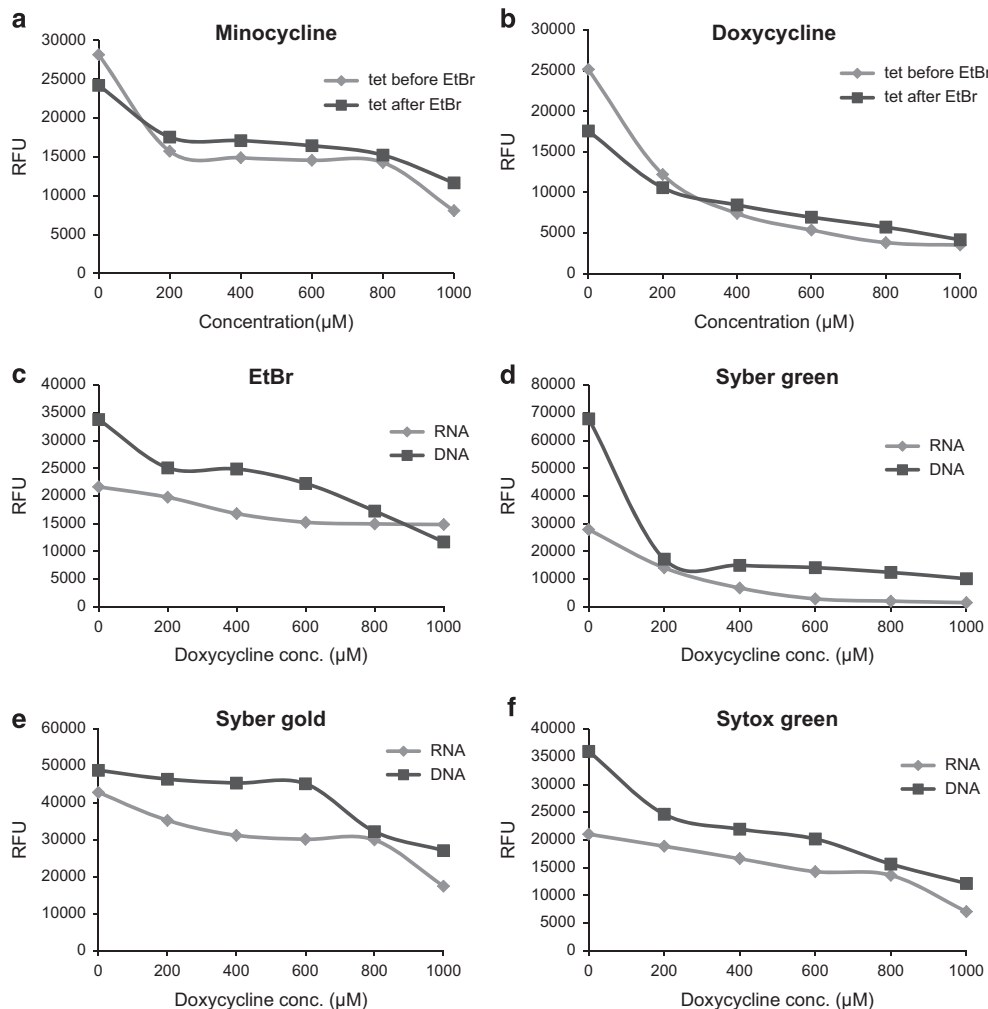 a
Minocycline
30000
25000
20000
15000
10000
5000
0
RFU
tet before EtBr
tet after EtBr
0 200 400 600 800 1000
Concentration(µM)
b
Doxycycline
30000
25000
20000
15000
10000
5000
0
RFU
tet before EtBr
tet after EtBr
0 200 400 600 800 1000
Concentration (µM)
c
EtBr
40000
35000
30000
25000
20000
15000
10000
5000
0
RFU
RNA
DNA
0 200 400 600 800 1000
Doxycycline conc. (µM)
d
Syber green
80000
70000
60000
50000
40000
30000
20000
10000
0
RFU
RNA
DNA
0 200 400 600 800 1000
Doxycycline conc. (µM)
e
Syber gold
60000
50000
40000
30000
20000
10000
0
RFU
RNA
DNA
0 200 400 600 800 1000
Doxycycline conc. (µM)
f
Sytox green
40000
35000
30000
25000
20000
15000
10000
5000
0
RFU
RNA
DNA
0 200 400 600 800 1000
Doxycycline conc. (µM)